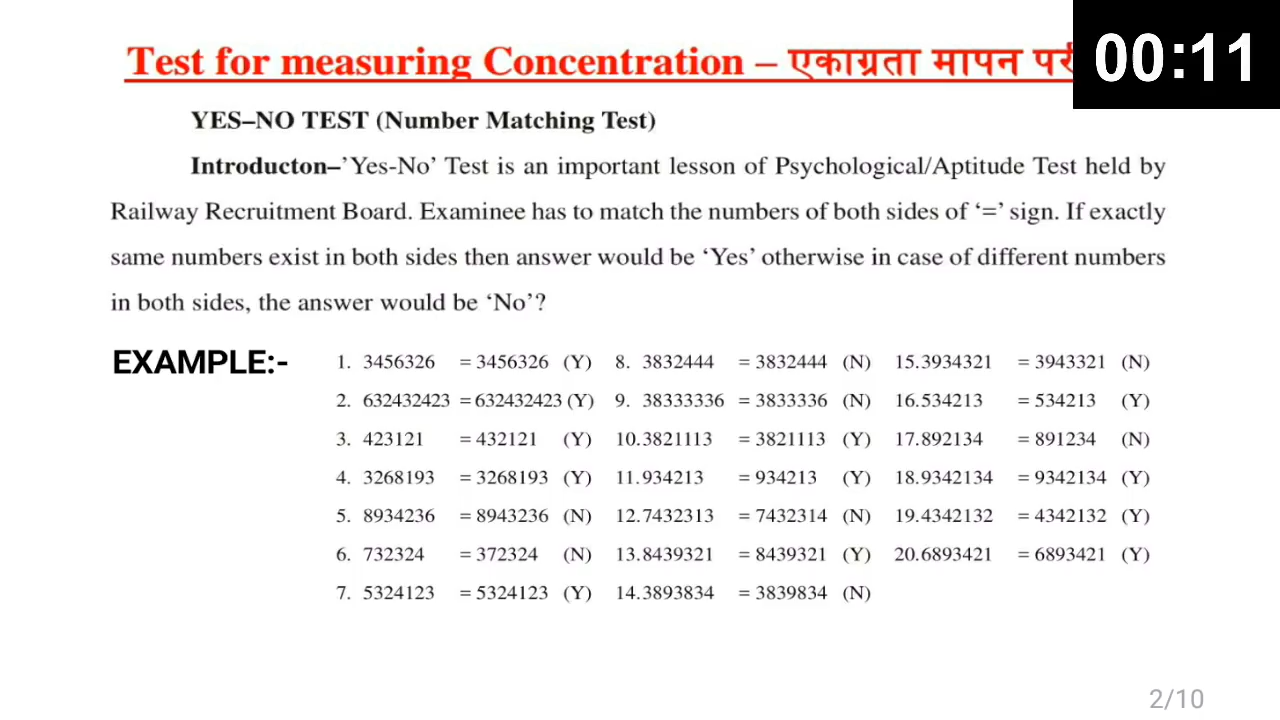 Test for measuring Concentration – एकाग्रता मापन
00:11
YES–NO TEST (Number Matching Test)
Introducton–’Yes-No’ Test is an important lesson of Psychological/Aptitude Test held by
Railway Recruitment Board. Examinee has to match the numbers of both sides of ‘=’ sign. If exactly
same numbers exist in both sides then answer would be ‘Yes’ otherwise in case of different numbers
in both sides, the answer would be ‘No’?
EXAMPLE:- 1. 3456326 = 3456326 (Y) 8. 3832444 = 3832444 (N) 15.3934321 = 3943321 (N)
2. 632432423 = 632432423 (Y) 9. 38333336 = 3833336 (N) 16.534213 = 534213 (Y)
3. 423121 = 432121 (Y) 10.3821113 = 3821113 (Y) 17.892134 = 891234 (N)
4. 3268193 = 3268193 (Y) 11.934213 = 934213 (Y) 18.9342134 = 9342134 (Y)
5. 8934236 = 8943236 (N) 12.7432313 = 7432314 (N) 19.4342132 = 4342132 (Y)
6. 732324 = 372324 (N) 13.8439321 = 8439321 (Y) 20.6893421 = 6893421 (Y)
7. 5324123 = 5324123 (Y) 14.3893834 = 3839834 (N)
2/10